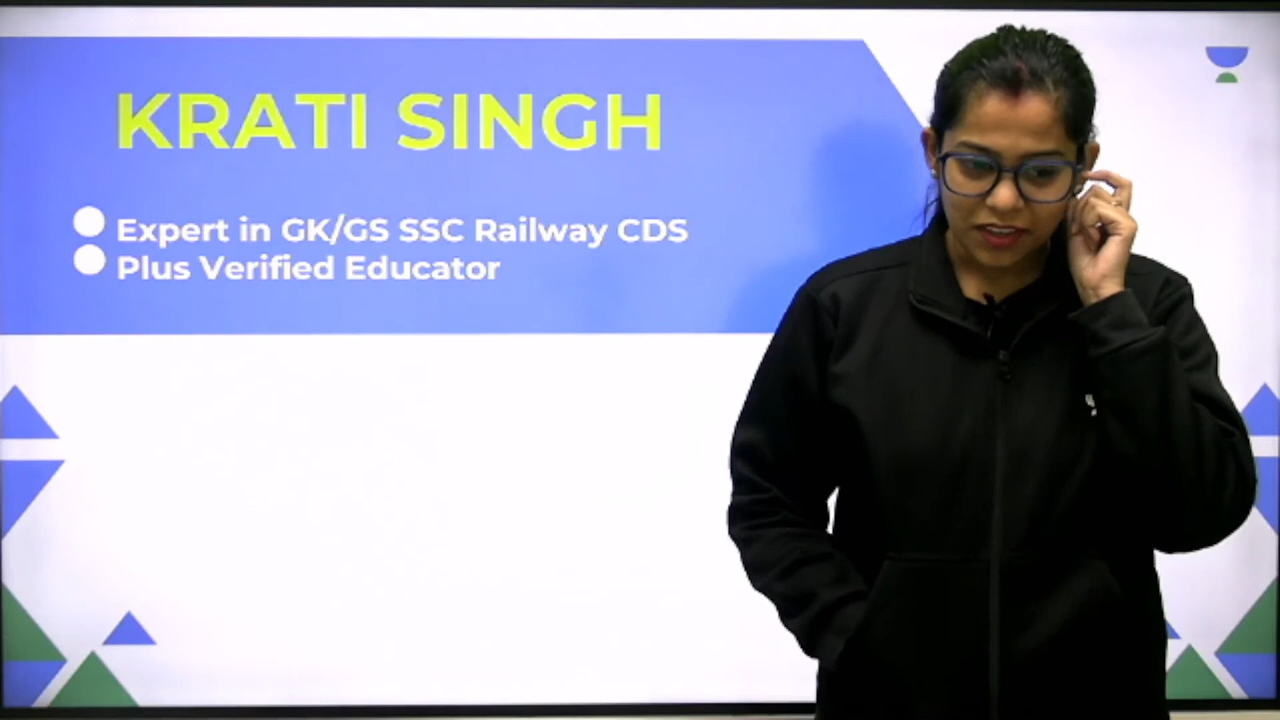 KRATI SINGH
Expert in GK/GS SSC Railway CDS
Plus Verified Educator